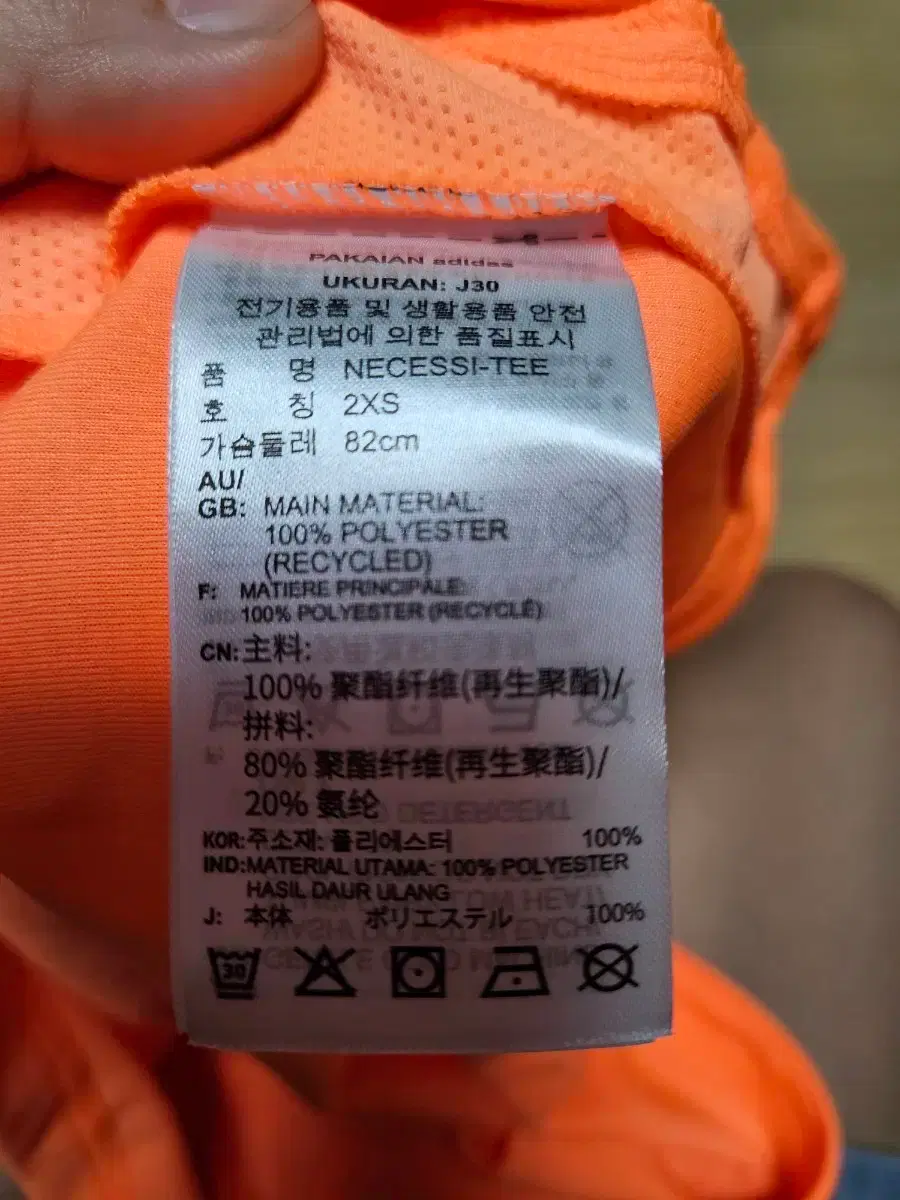 PAKAIAN adidas
UKURAN: J30
전기용품 및 생활용품 안전
관리법에 의한 품질표시
품 명 NECESSI-TEE
호 칭 2XS
가슴둘레 82cm
AU/
GB: MAIN MATERIAL:
100% POLYESTER
(RECYCLED)
F: MATIERE PRINCIPALE:
100% POLYESTER (RECYCLÉ)
CN:主料:
100% 聚酯纤维(再生聚酯)/
拼料:
80% 聚酯纤维(再生聚酯)/
20% 氨纶
KOR:주소재: 폴리에스터 100%
IND:MATERIAL UTAMA: 100% POLYESTER
HASIL DAUR ULANG
J: 本体 ポリエステル 100%
30